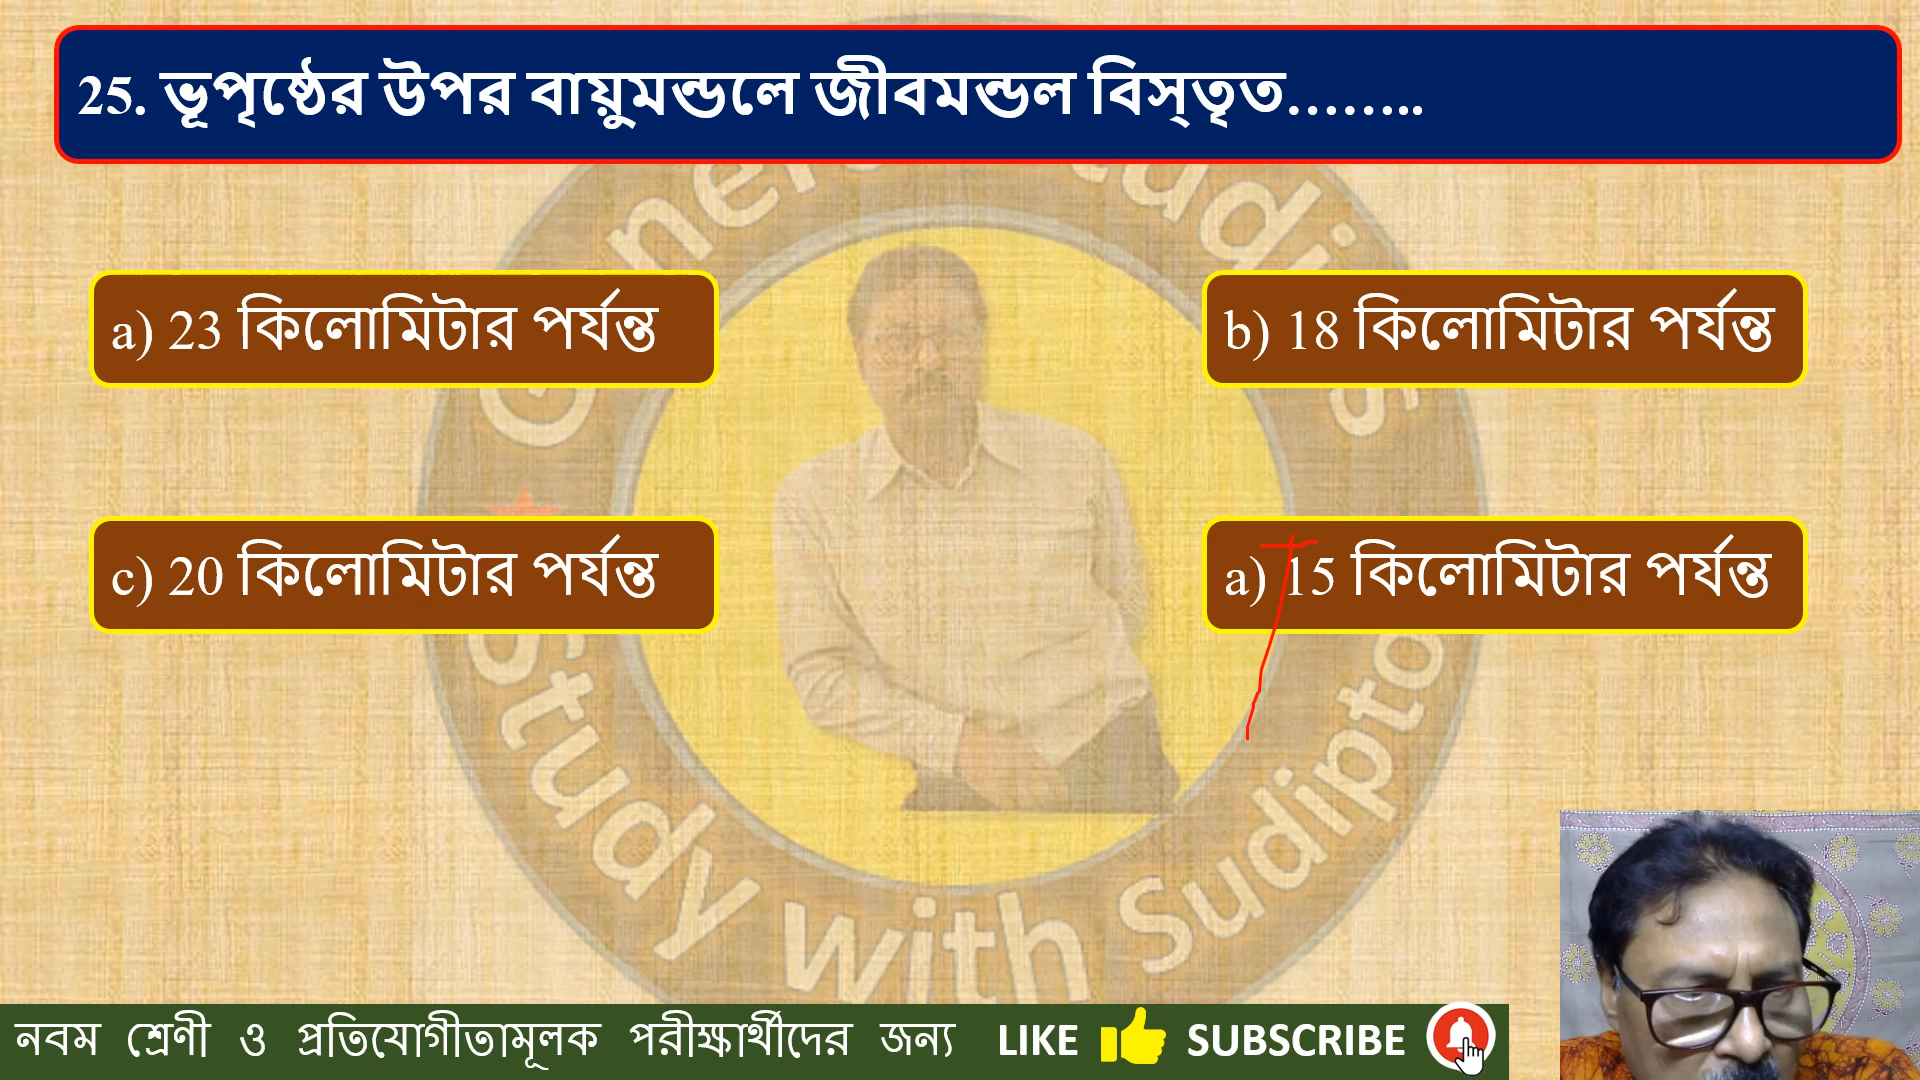 25. ভূপৃষ্ঠের উপর বায়ুমন্ডলে জীবমন্ডল বিস্তৃত……..
a) 23 কিলোমিটার পর্যন্ত
b) 18 কিলোমিটার পর্যন্ত
c) 20 কিলোমিটার পর্যন্ত
a) 15 কিলোমিটার পর্যন্ত
Study with Sudipto
নবম শ্রেণী ও প্রতিযোগীতামূলক পরীক্ষার্থীদের জন্য LIKE SUBSCRIBE